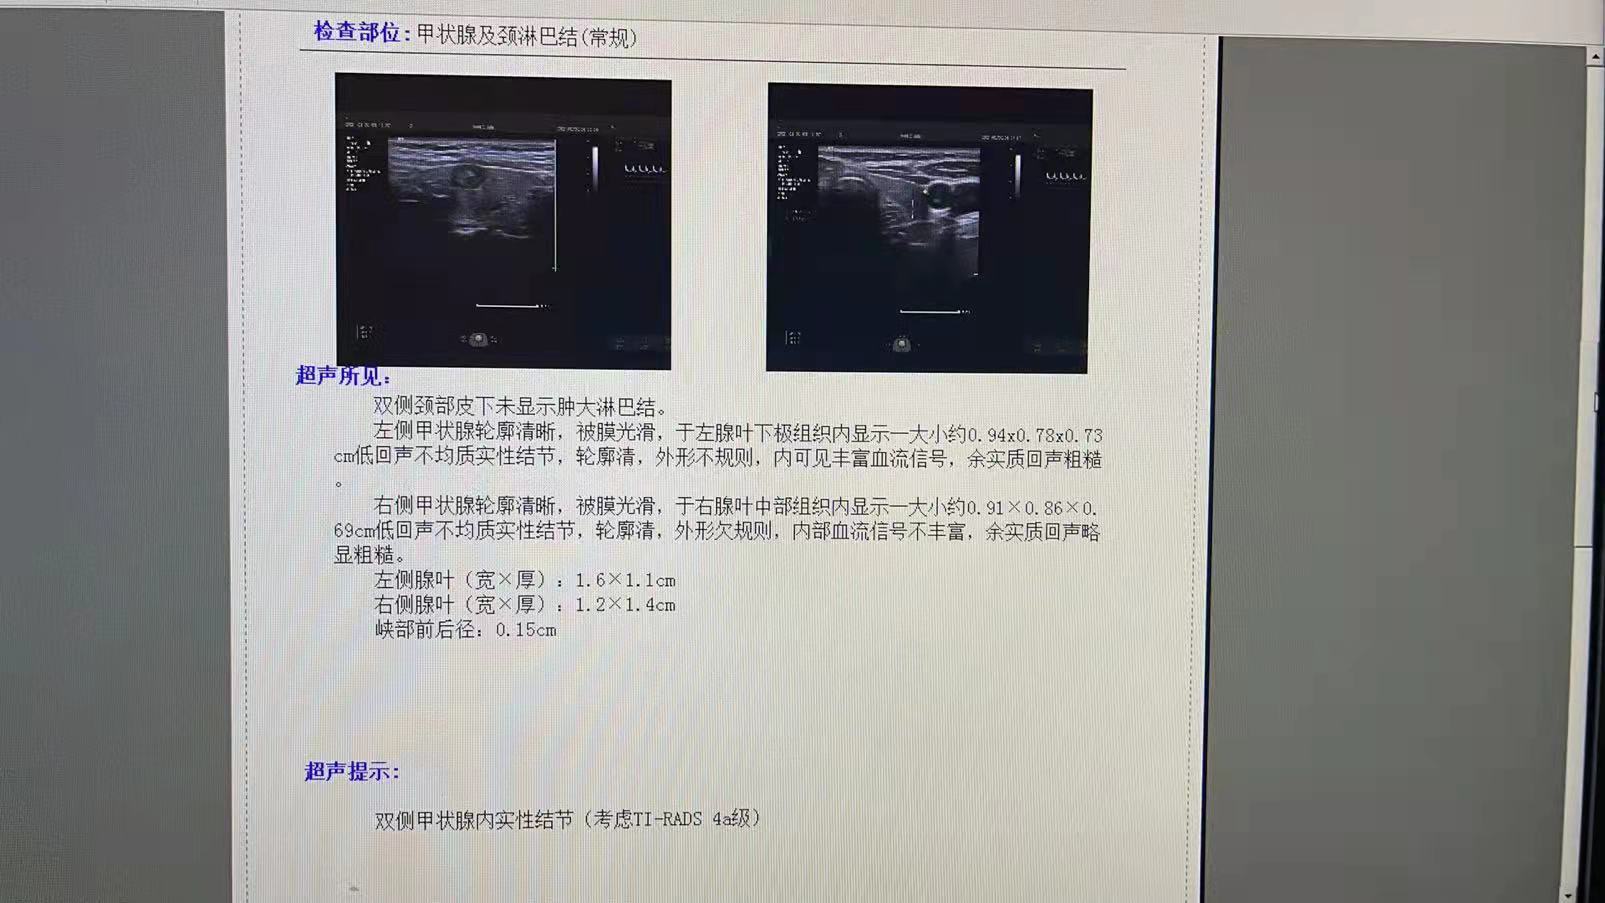 检查部位:甲状腺及颈淋巴结(常规)
超声所见:
双侧颈部皮下未显示肿大淋巴结。
左侧甲状腺轮廓清晰，被膜光滑，于左腺叶下极组织内显示一大小约0.94x0.78x0.73
cm低回声不均质实性结节，轮廓清，外形不规则，内可见丰富血流信号，余实质回声粗糙
。
右侧甲状腺轮廓清晰，被膜光滑，于右腺叶中部组织内显示一大小约0.91×0.86×0.
69cm低回声不均质实性结节，轮廓清，外形欠规则，内部血流信号不丰富，余实质回声略
显粗糙。
左侧腺叶（宽×厚）：1.6×1.1cm
右侧腺叶（宽×厚）：1.2×1.4cm
峡部前后径：0.15cm
超声提示:
双侧甲状腺内实性结节（考虑TI-RADS 4a级）